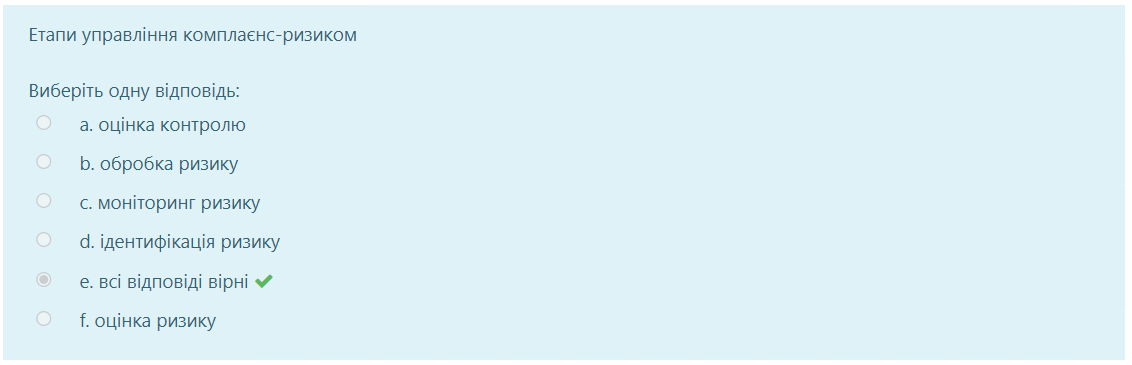 Етапи управління комплаєнс-ризиком
Виберіть одну відповідь:
a. оцінка контролю
b. обробка ризику
c. моніторинг ризику
d. ідентифікація ризику
e. всі відповіді вірні
f. оцінка ризику